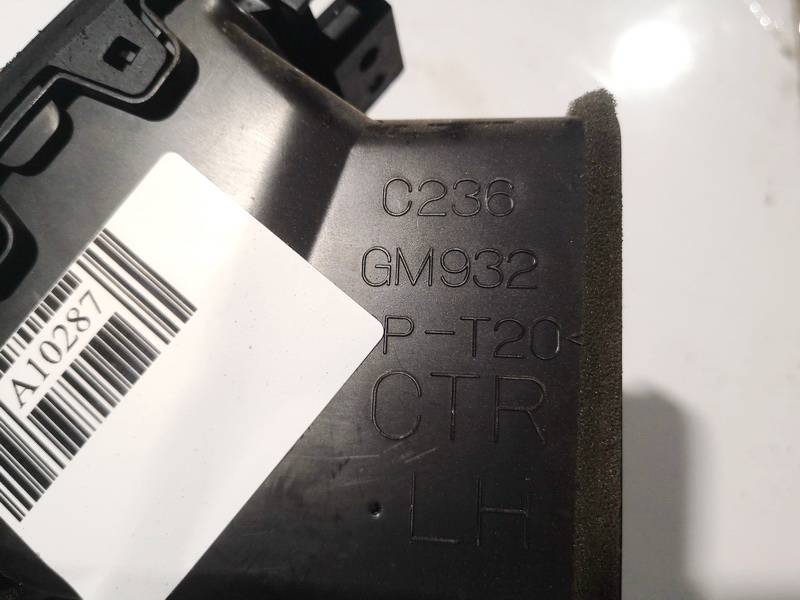 C236
GM932
P-T20<
CTR
LH
A10287